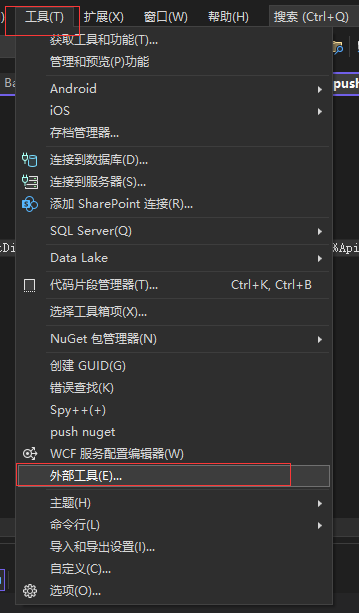 工具(T) 扩展(X) 窗口(W) 帮助(H) 搜索 (Ctrl+Q)
获取工具和功能(T)...
管理和预览(P)功能
Ba
push
Android
iOS
存档管理器...
连接到数据库(D)...
连接到服务器(S)...
添加 SharePoint 连接(R)...
SQL Server(Q)
tDi
%Api
Data Lake
代码片段管理器(T)... Ctrl+K, Ctrl+B
选择工具箱项(X)...
NuGet 包管理器(N)
创建 GUID(G)
错误查找(K)
Spy++(+)
push nuget
WCF 服务配置编辑器(W)
外部工具(E)...
主题(H)
命令行(L)
导入和导出设置(I)...
自定义(C)...
选项(O)...